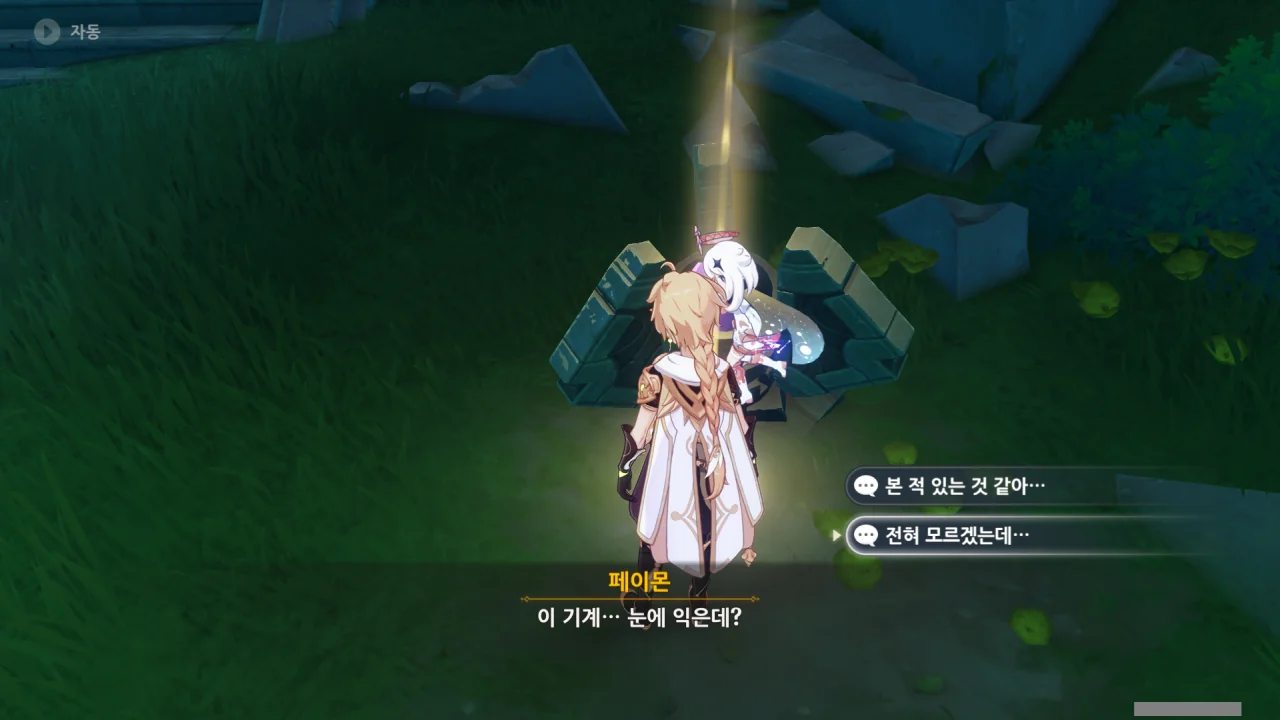 자동
본 적 있는 것 같아…
전혀 모르겠는데…
페이몬
이 기계… 눈에 익은데?